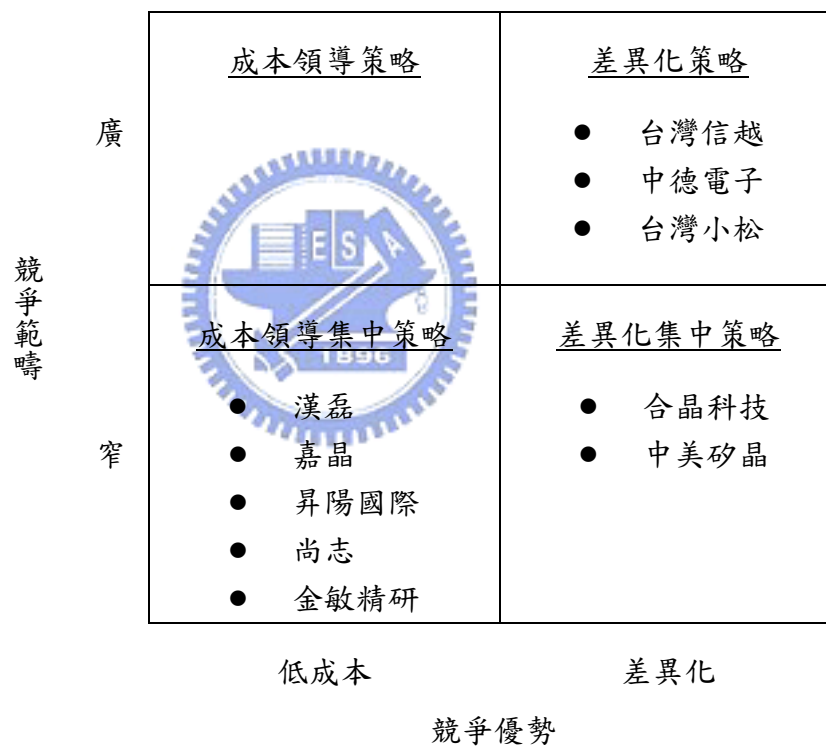 成本領導策略
差異化策略
廣
● 台灣信越
● 中德電子
● 台灣小松
ESA
競爭範疇
成本領導集中策略
差異化集中策略
1896
窄
● 漢磊
● 嘉晶
● 昇陽國際
● 尚志
● 金敏精研
● 合晶科技
● 中美矽晶
低成本
差異化
競爭優勢